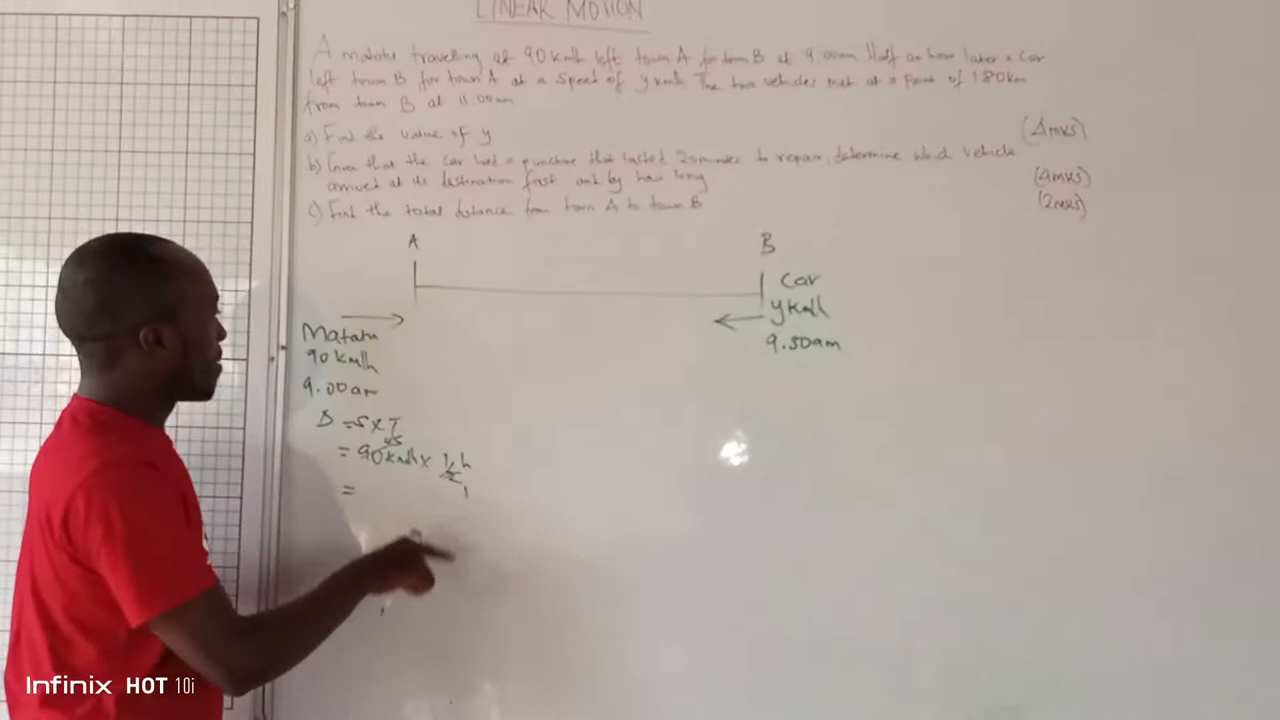 LINEAR MOTION
A matatu travelling at 90km/h left town A for town B at 9.00am Half an hour later a car
left town B for town A at a speed of y km/h The two vehicles met at a point of 180km
from town B at 11.00am
a) Find the value of y (4mks)
b) Given that the car had a puncture that lasted 20 minutes to repair, determine which vehicle
arrived at its destination first and by how long (4mks)
c) Find the total distance from town A to town B (2mks)
A B
Car
ykm/h
9.30am
Matatu
90km/h
9.00am
D = S x T
45
= 90km/h x 1/2 h
1
=
Infinix HOT 10i